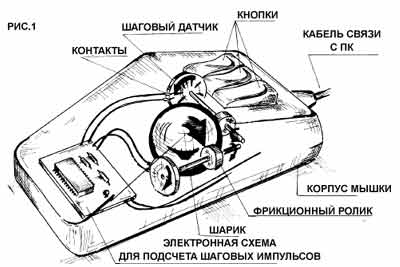 РИС.1
ШАГОВЫЙ ДАТЧИК
КНОПКИ
КОНТАКТЫ
КАБЕЛЬ СВЯЗИ
С ПК
КОРПУС МЫШКИ
ФРИКЦИОННЫЙ РОЛИК
ШАРИК
ЭЛЕКТРОННАЯ СХЕМА
ДЛЯ ПОДСЧЕТА ШАГОВЫХ ИМПУЛЬСОВ